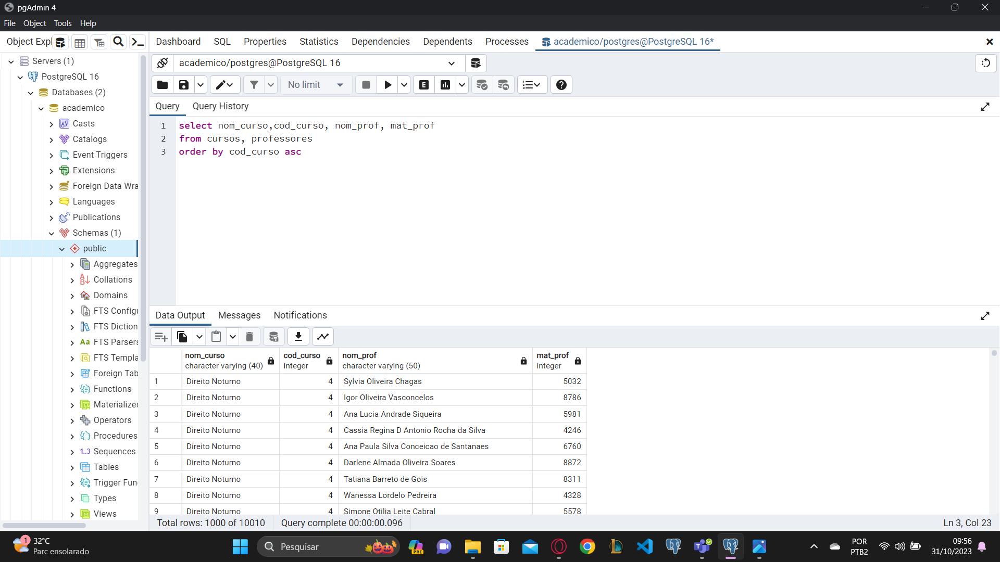 pgAdmin 4
File Object Tools Help
Object Expl
Dashboard SQL Properties Statistics Dependencies Dependents Processes academico/postgres@PostgreSQL 16*
Servers (1)
PostgreSQL 16
Databases (2)
academico
Casts
Catalogs
Event Triggers
Extensions
Foreign Data Wra
Languages
Publications
Schemas (1)
public
Aggregates
Collations
Domains
FTS Configu
FTS Diction
Aa FTS Parsers
FTS Templa
Foreign Tab
Functions
Materialized
Operators
Procedures
1..3 Sequences
Tables
Trigger Fun
Types
Views
academico/postgres@PostgreSQL 16
No limit
E
Query Query History
1 select nom_curso,cod_curso, nom_prof, mat_prof
2 from cursos, professores
3 order by cod_curso asc
Data Output Messages Notifications
nom_curso cod_curso nom_prof mat_prof
character varying (40) integer character varying (50) integer
1 Direito Noturno 4 Sylvia Oliveira Chagas 5032
2 Direito Noturno 4 Igor Oliveira Vasconcelos 8786
3 Direito Noturno 4 Ana Lucia Andrade Siqueira 5981
4 Direito Noturno 4 Cassia Regina D Antonio Rocha da Silva 4246
5 Direito Noturno 4 Ana Paula Silva Conceicao de Santanaes 6760
6 Direito Noturno 4 Darlene Almada Oliveira Soares 8872
7 Direito Noturno 4 Tatiana Barreto de Gois 8311
8 Direito Noturno 4 Wanessa Lordelo Pedreira 4328
9 Direito Noturno 4 Simone Otilia Leite Cabral 5578
Total rows: 1000 of 10010 Query complete 00:00:00.096 Ln 3, Col 23
1
32°C
Parc ensolarado
Pesquisar
PRE
POR
PTB2
09:56
31/10/2023